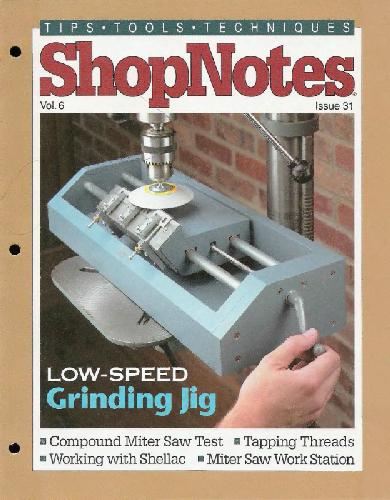 TIPS • TOOLS • TECHNIQUES
ShopNotes®
Vol. 6 Issue 31
LOW-SPEED
Grinding Jig
■ Compound Miter Saw Test ■ Tapping Threads
■ Working with Shellac ■ Miter Saw Work Station